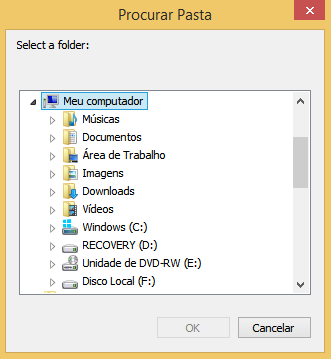 Procurar Pasta
Select a folder:
Meu computador
Músicas
Documentos
Área de Trabalho
Imagens
Downloads
Vídeos
Windows (C:)
RECOVERY (D:)
Unidade de DVD-RW (E:)
Disco Local (F:)
OK
Cancelar